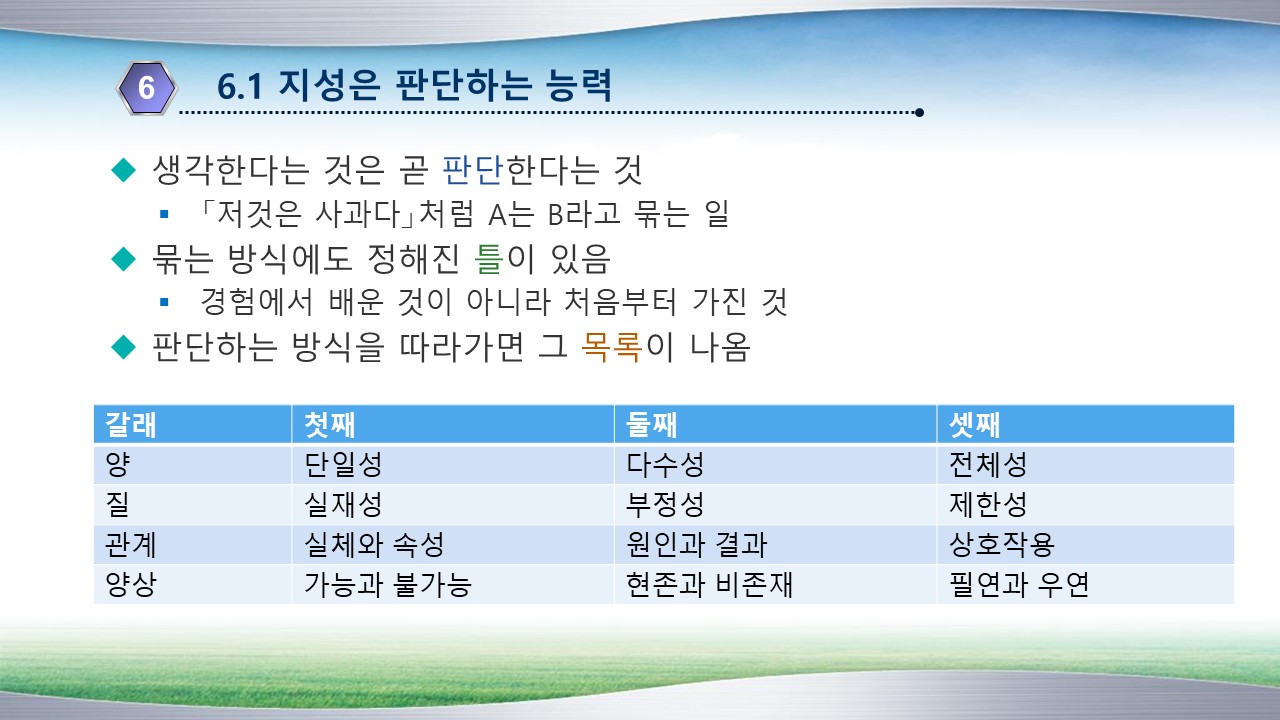 6
6.1 지성은 판단하는 능력
생각한다는 것은 곧 판단한다는 것
「저것은 사과다」처럼 A는 B라고 묶는 일
묶는 방식에도 정해진 틀이 있음
경험에서 배운 것이 아니라 처음부터 가진 것
판단하는 방식을 따라가면 그 목록이 나옴
갈래 첫째 둘째 셋째
양 단일성 다수성 전체성
질 실재성 부정성 제한성
관계 실체와 속성 원인과 결과 상호작용
양상 가능과 불가능 현존과 비존재 필연과 우연